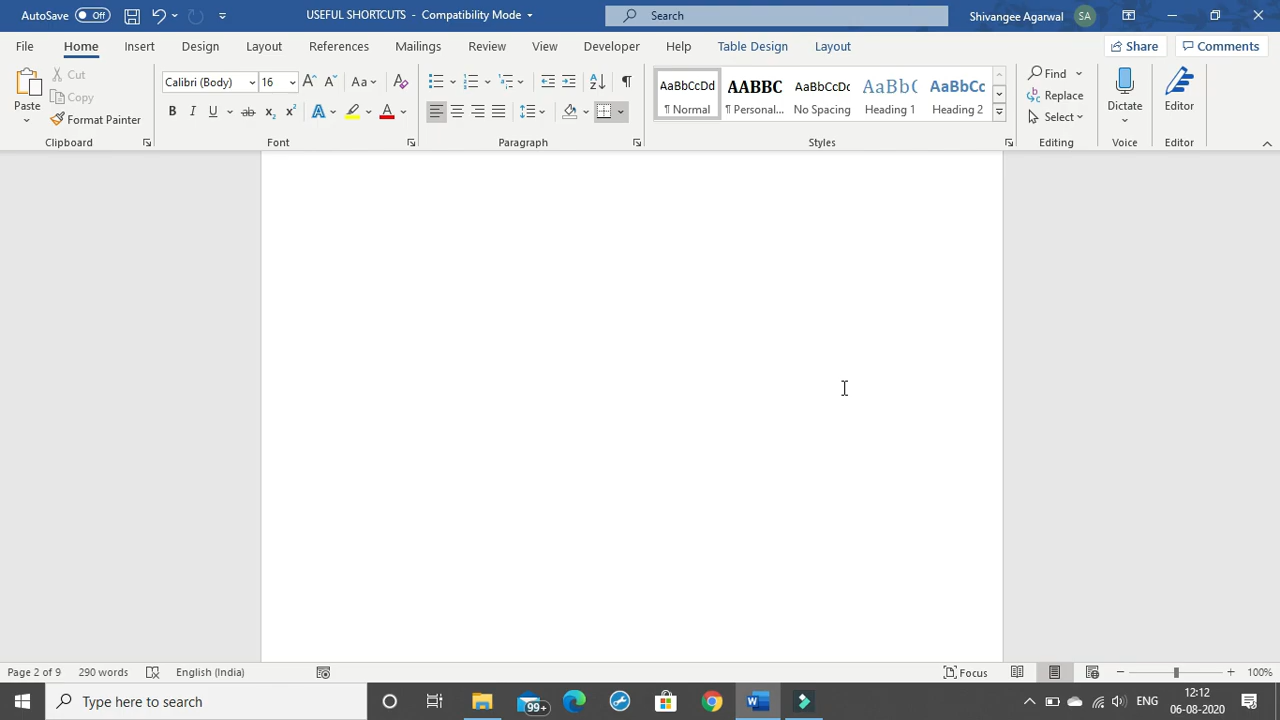 AutoSave Off USEFUL SHORTCUTS - Compatibility Mode Search Shivangee Agarwal SA
File Home Insert Design Layout References Mailings Review View Developer Help Table Design Layout Share Comments
Paste Cut Copy Format Painter
Clipboard
Calibri (Body) 16 Aa
B I U ab x₂ x² A A
Font
Paragraph
AaBbCcDd AABBC AaBbCcDc AaBbC AaBbCc
¶ Normal ¶ Personal... No Spacing Heading 1 Heading 2
Styles
Find
Replace
Select
Editing
Dictate
Voice
Editor
Editor
Page 2 of 9 290 words English (India) Focus 100%
Type here to search 99+ ENG 12:12
06-08-2020